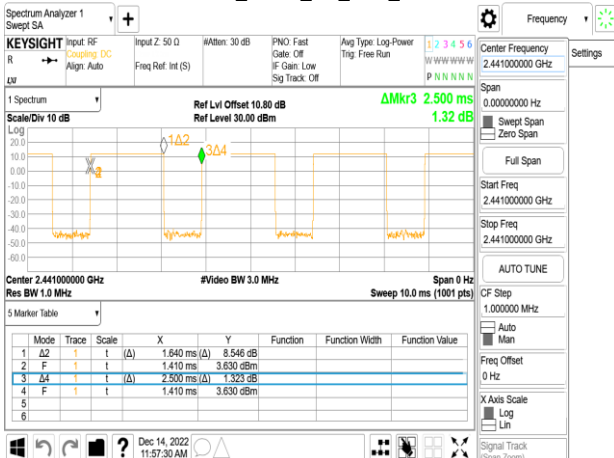 Spectrum Analyzer 1
Swept SA
Frequency
Settings
KEYSIGHT
R
Input: RF
Coupling: DC
Align: Auto
Input Z: 50 Ω
Freq Ref: Int (S)
#Atten: 30 dB
PNO: Fast
Gate: Off
IF Gain: Low
Sig Track: Off
Avg Type: Log-Power
Trig: Free Run
1 2 3 4 5 6
W W W W W W
P N N N N N
1 Spectrum
Scale/Div 10 dB
Ref Lvl Offset 10.80 dB
Ref Level 30.00 dBm
ΔMkr3 2.500 ms
1.32 dB
Log
20.0
10.0
0.00
-10.0
-20.0
-30.0
-40.0
-50.0
-60.0
1Δ2
3Δ4
Center 2.441000000 GHz
Res BW 1.0 MHz
#Video BW 3.0 MHz
Span 0 Hz
Sweep 10.0 ms (1001 pts)
5 Marker Table
Mode Trace Scale X Y Function Function Width Function Value
1 Δ2 1 t (Δ) 1.640 ms (Δ) 8.546 dB
2 F 1 t 1.410 ms 3.630 dBm
3 Δ4 1 t (Δ) 2.500 ms (Δ) 1.323 dB
4 F 1 t 1.410 ms 3.630 dBm
5
6
Dec 14, 2022
11:57:30 AM
Center Frequency
2.441000000 GHz
Span
0.00000000 Hz
Swept Span
Zero Span
Full Span
Start Freq
2.441000000 GHz
Stop Freq
2.441000000 GHz
AUTO TUNE
CF Step
1.000000 MHz
Auto
Man
Freq Offset
0 Hz
X Axis Scale
Log
Lin
Signal Track
(Span Zoom)